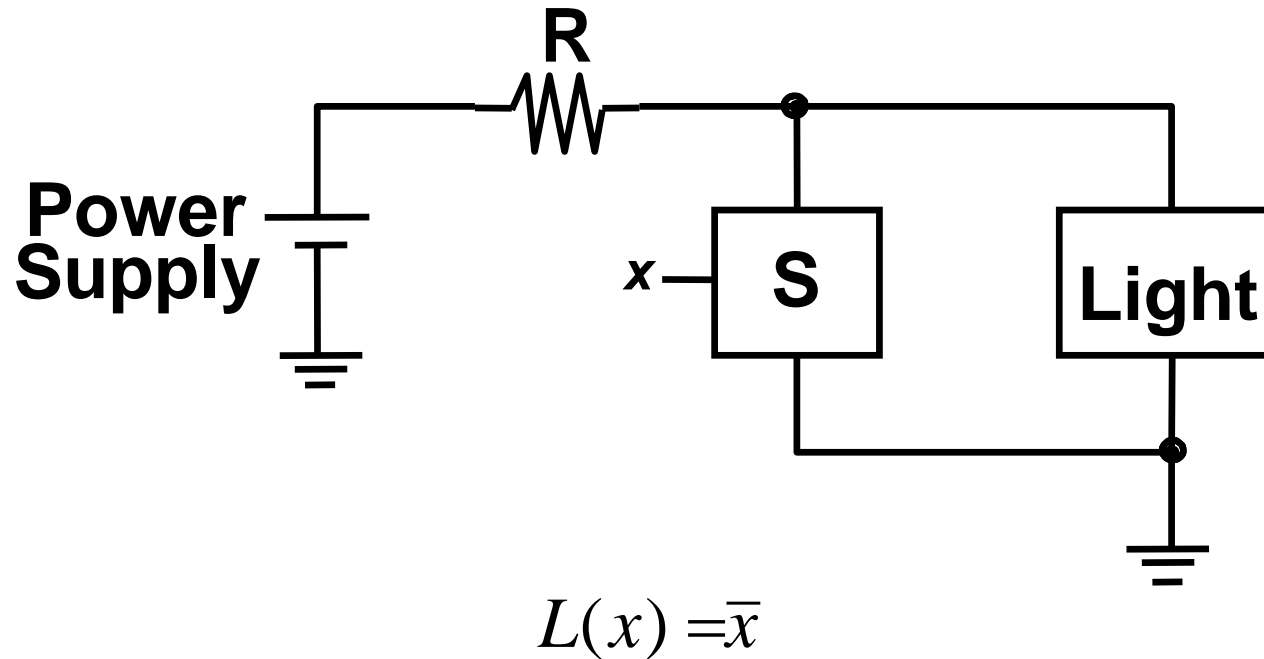 R
Power
Supply
x
S
Light
L(x) = x̅